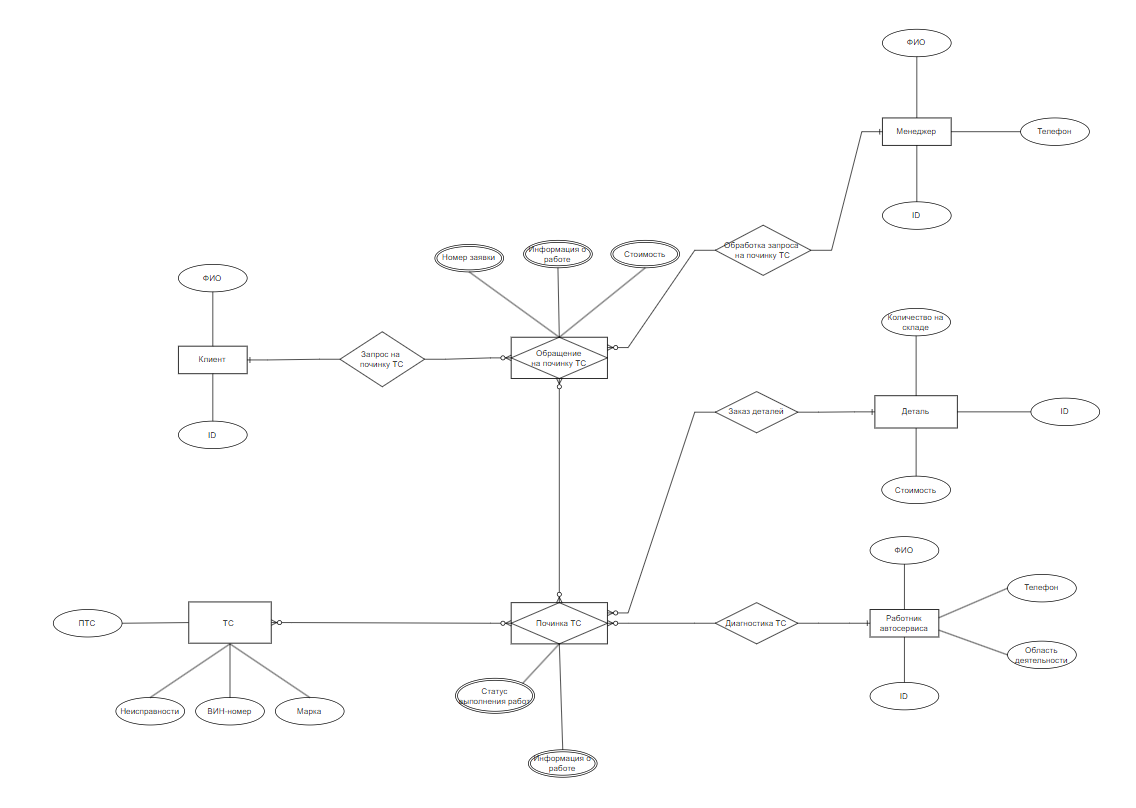 ФИО
Менеджер
Телефон
ID
Обработка запроса
на починку ТС
Номер заявки
Информация о
работе
Стоимость
ФИО
Клиент
ID
Запрос на
починку ТС
Обращение
на починку ТС
Количество на
складе
Заказ деталей
Деталь
ID
Стоимость
ФИО
Телефон
Работник
автосервиса
Область
деятельности
ID
ПТС
ТС
Починка ТС
Диагностика ТС
Неисправности
ВИН-номер
Марка
Статус
выполнения работ
Информация о
работе